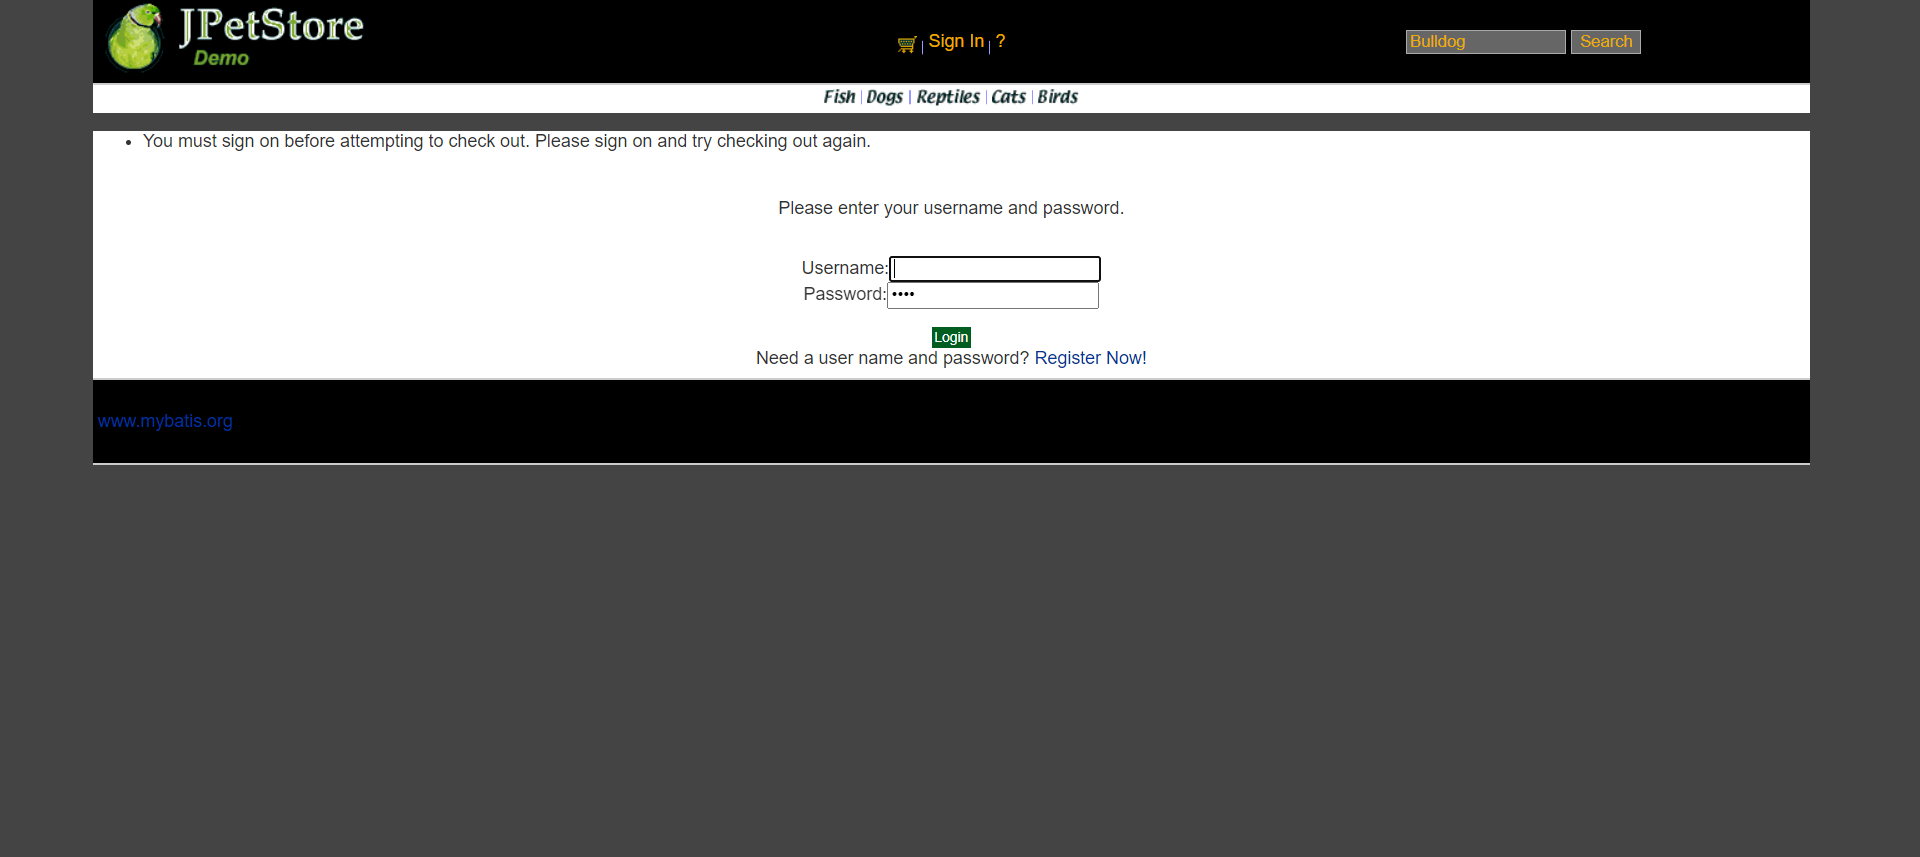 JPetStore
Demo
Sign In
?
Bulldog
Search
Fish | Dogs | Reptiles | Cats | Birds
• You must sign on before attempting to check out. Please sign on and try checking out again.
Please enter your username and password.
Username:
Password: ••••
Login
Need a user name and password? Register Now!
www.mybatis.org